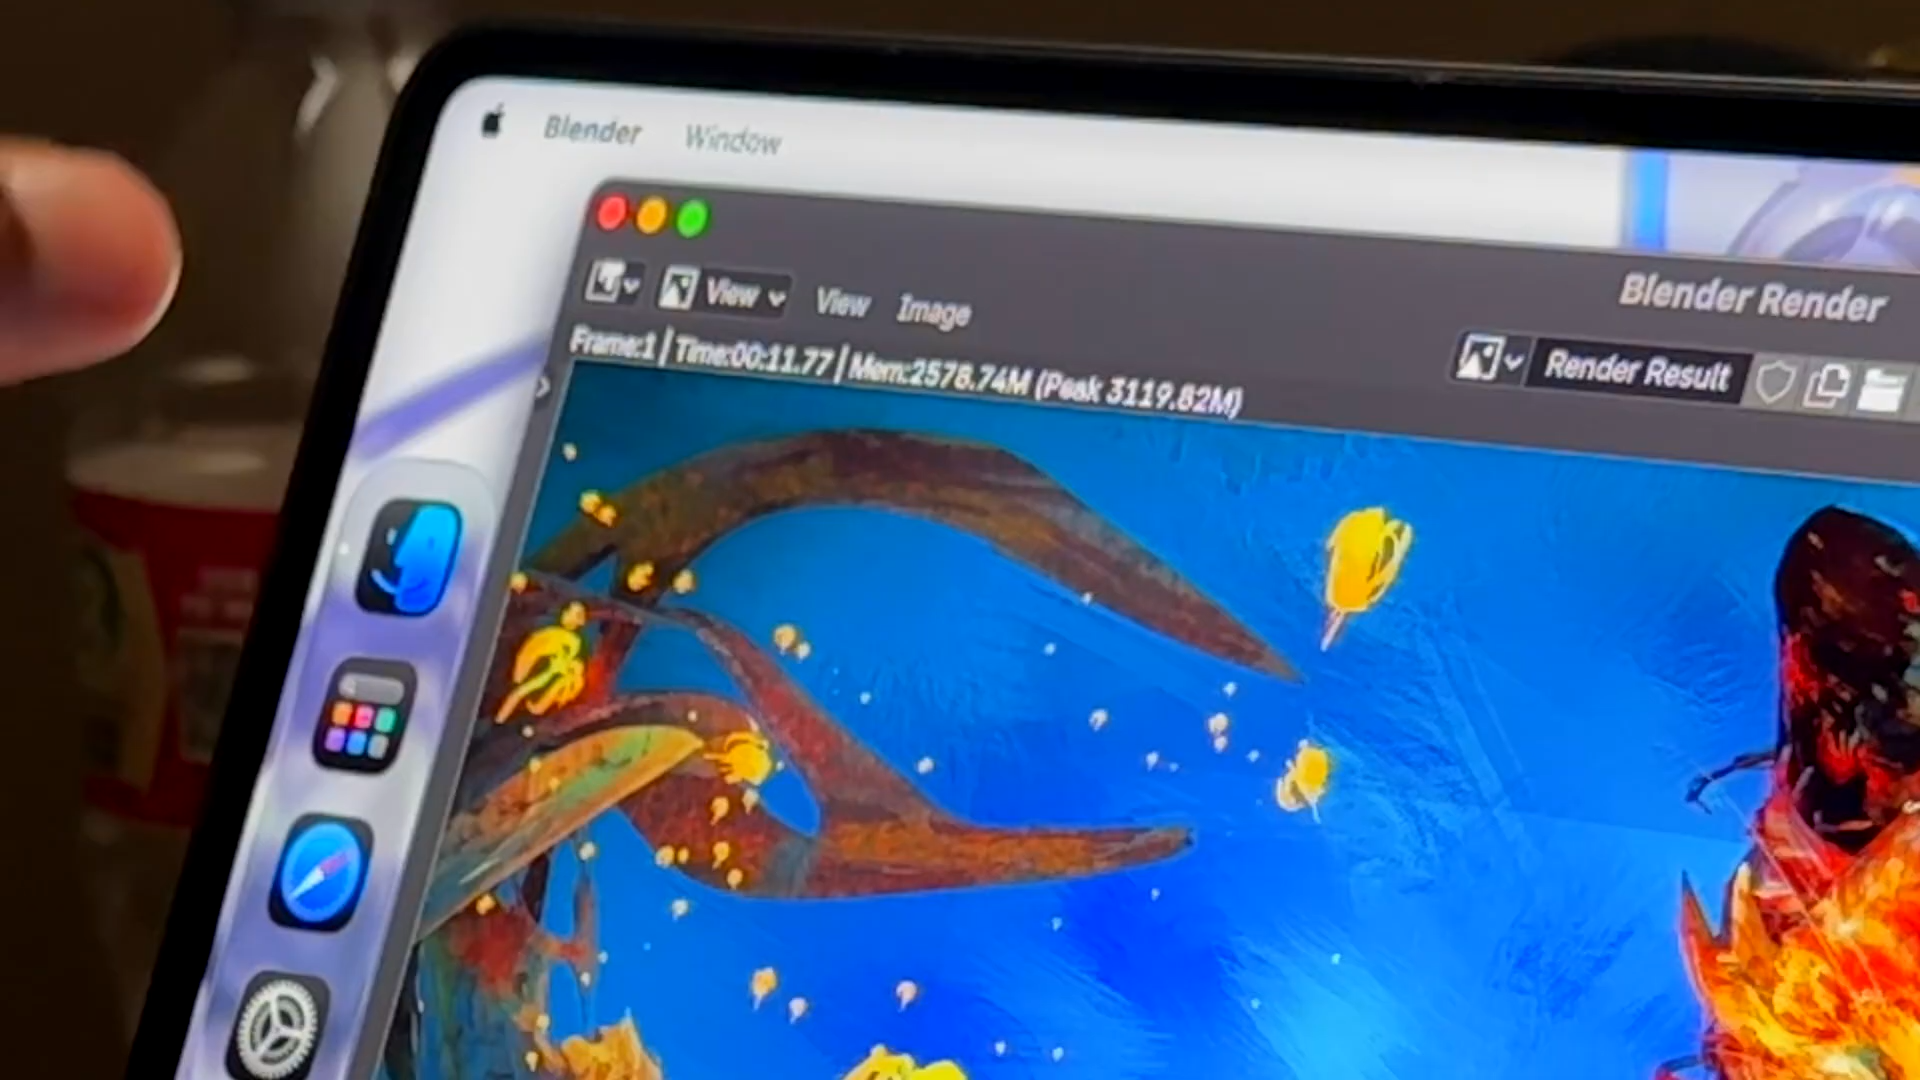 Blender Window
Blender Render
View View Image
Render Result
Frame:1 | Time:00:11.77 | Mem:2578.74M (Peak 3119.82M)